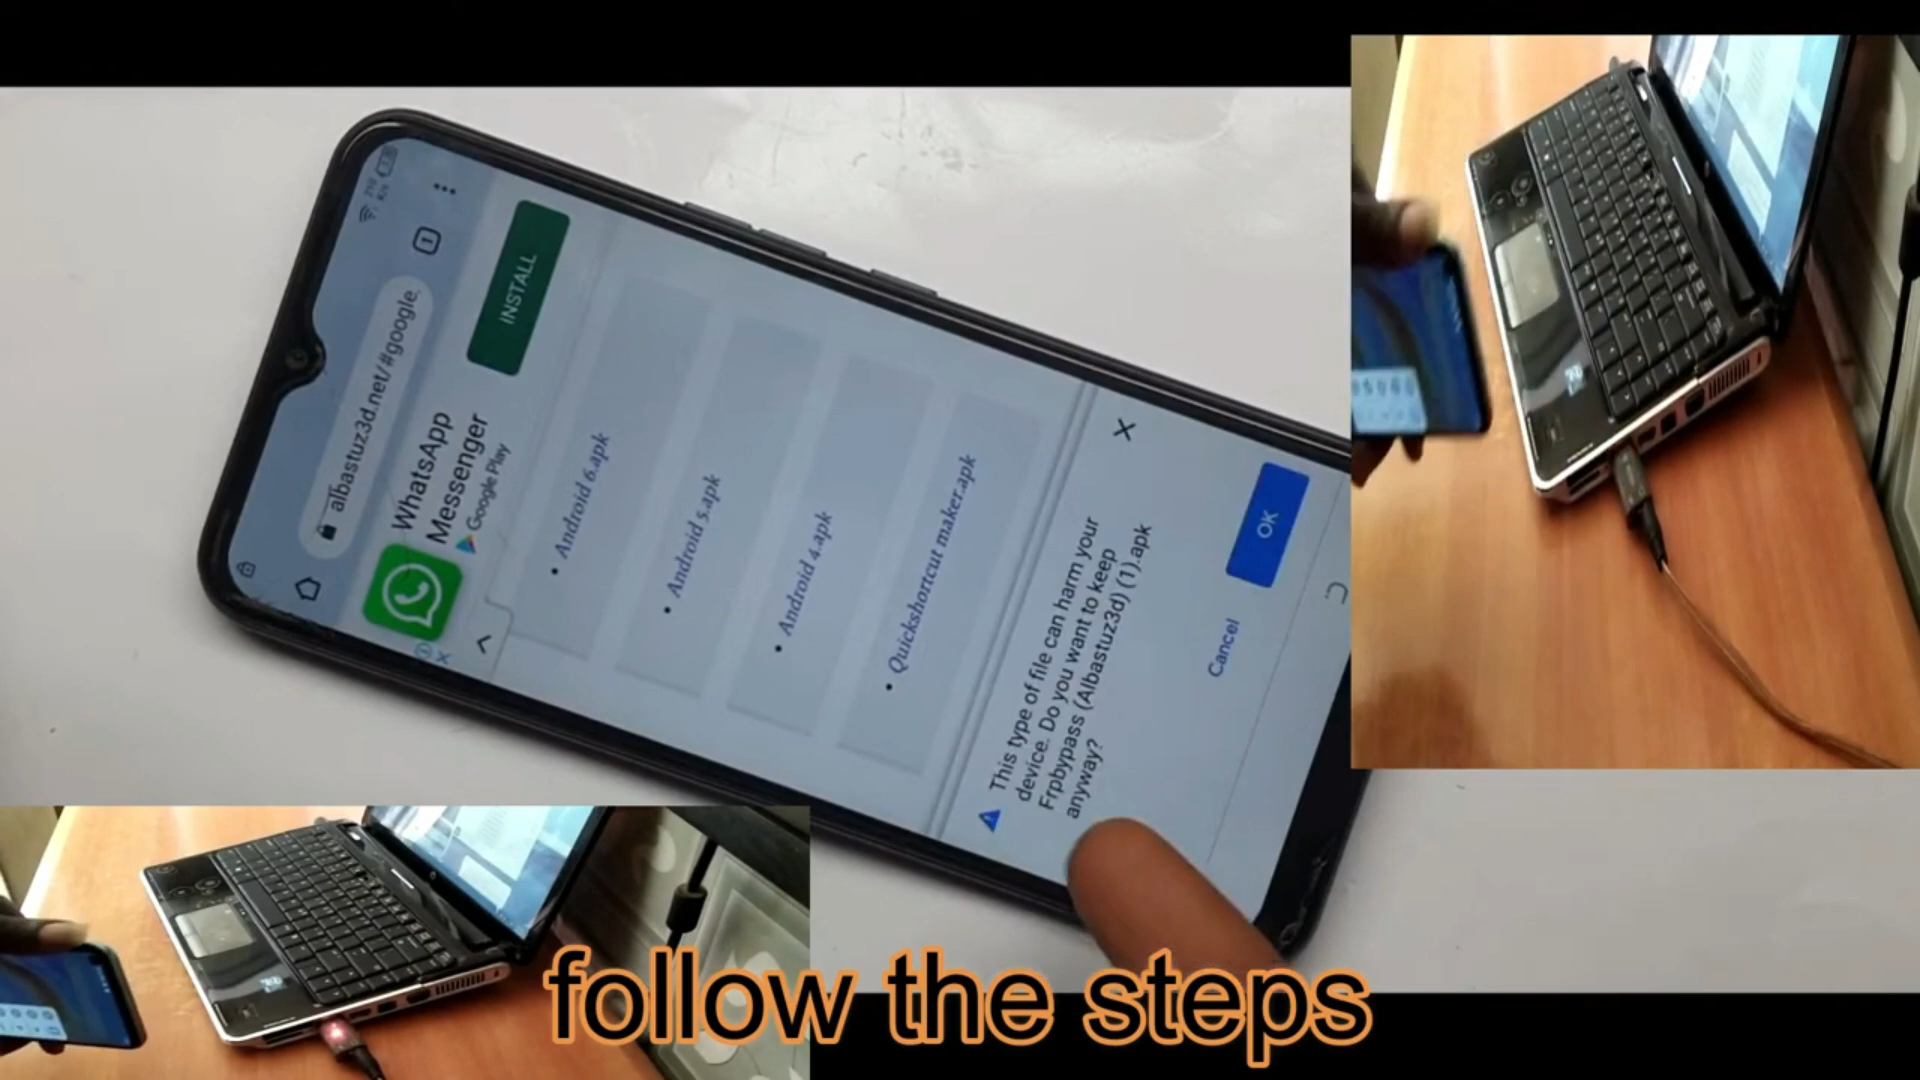 albastuz3d.net/#google.
1
WhatsApp
Messenger
Google Play
INSTALL
• Android 6.apk
• Android 5.apk
• Android 4.apk
• Quickshortcut maker.apk
This type of file can harm your
device. Do you want to keep
Frpbypass (Albastuz3d) (1).apk
anyway?
Cancel
OK
follow the steps